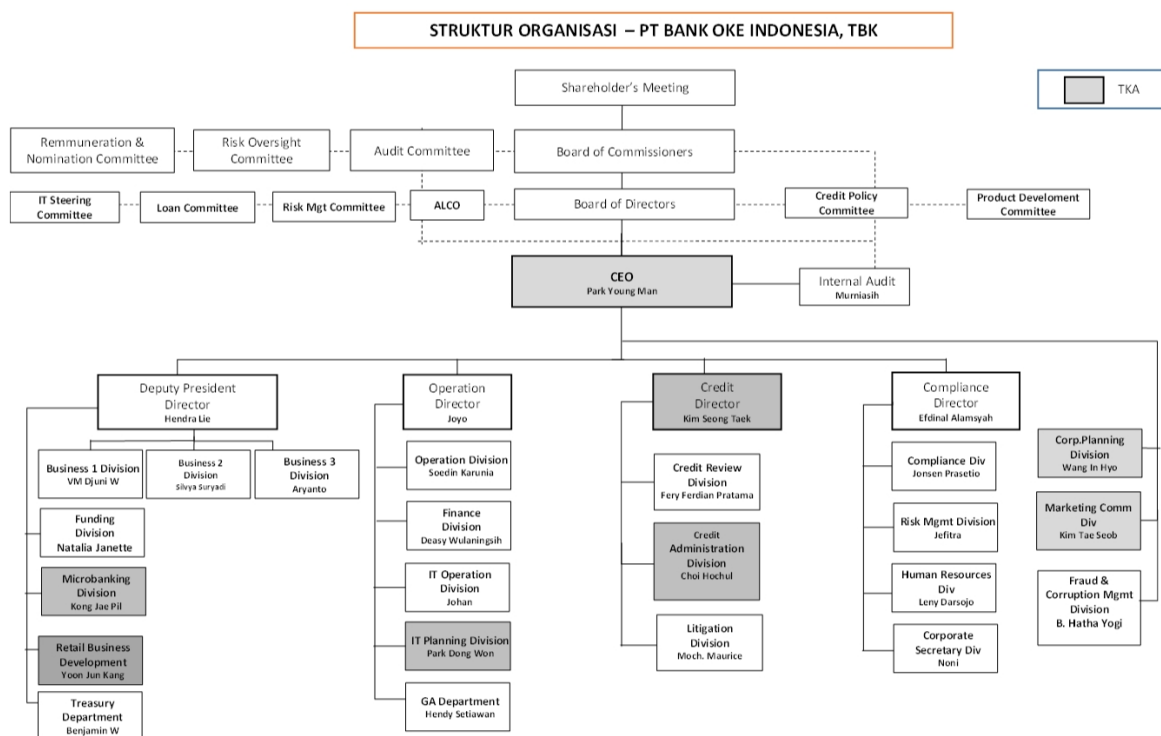 STRUKTUR ORGANISASI – PT BANK OKE INDONESIA, TBK
Shareholder's Meeting
TKA
Remmuneration &
Nomination Committee
Risk Oversight
Committee
Audit Committee
Board of Commissioners
IT Steering
Committee
Loan Committee
Risk Mgt Committee
ALCO
Board of Directors
Credit Policy
Committee
Product Develoment
Committee
CEO
Park Young Man
Internal Audit
Murniasih
Deputy President
Director
Hendra Lie
Operation
Director
Joyo
Credit
Director
Kim Seong Taek
Compliance
Director
Efdinal Alamsyah
Business 1 Division
VM Djuni W
Business 2
Division
Silvya Suryadi
Business 3
Division
Aryanto
Funding
Division
Natalia Janette
Microbanking
Division
Kong Jae Pil
Retail Business
Development
Yoon Jun Kang
Treasury
Department
Benjamin W
Operation Division
Soedin Karunia
Finance
Division
Deasy Wulaningsih
IT Operation
Division
Johan
IT Planning Division
Park Dong Won
GA Department
Hendy Setiawan
Credit Review
Division
Fery Ferdian Pratama
Credit
Administration
Division
Choi Hochul
Litigation
Division
Moch. Maurice
Compliance Div
Jonsen Prasetio
Risk Mgmt Division
Jefitra
Human Resources
Div
Leny Darsojo
Corporate
Secretary Div
Noni
Corp.Planning
Division
Wang In Hyo
Marketing Comm
Div
Kim Tae Seob
Fraud &
Corruption Mgmt
Division
B. Hatha Yogi